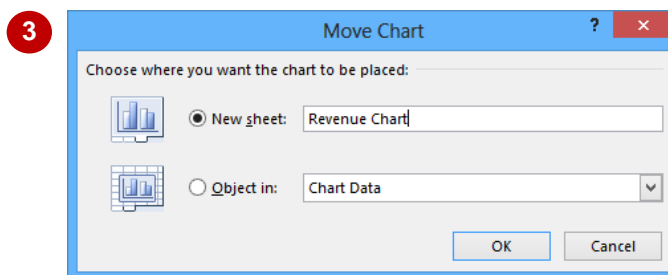 3
Move Chart
?
×
Choose where you want the chart to be placed:
New sheet:
Revenue Chart
Object in:
Chart Data
OK
Cancel